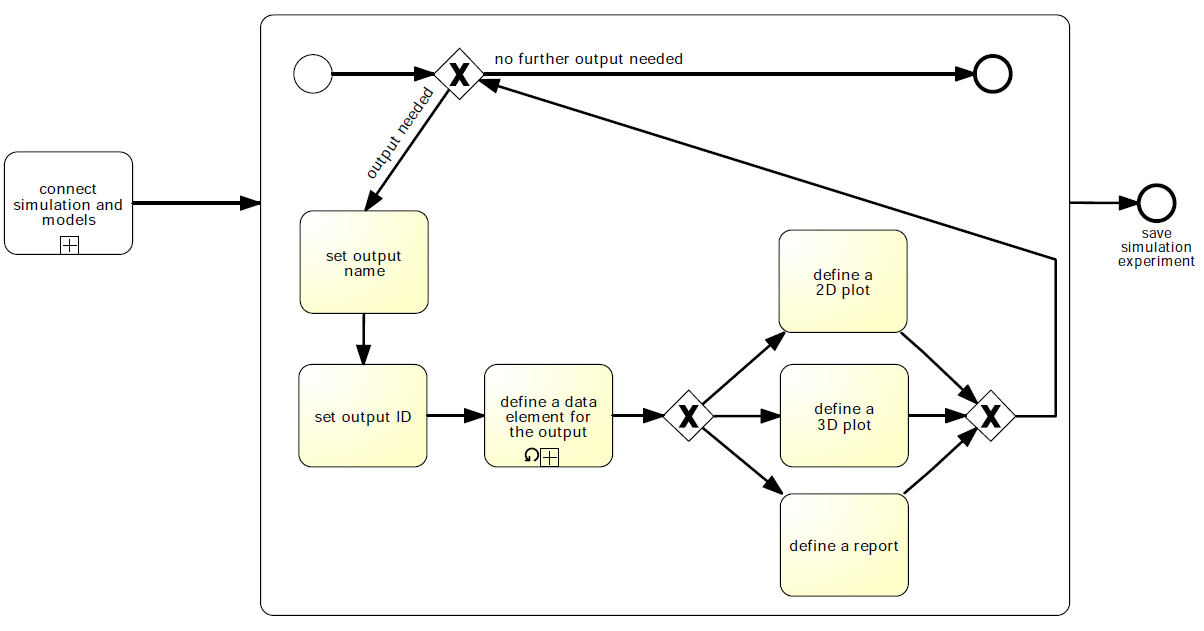 no further output needed
output needed
connect
simulation and
models
save
simulation
experiment
set output
name
define a
2D plot
set output ID
define a data
element for
the output
X
X
X
define a
3D plot
define a report